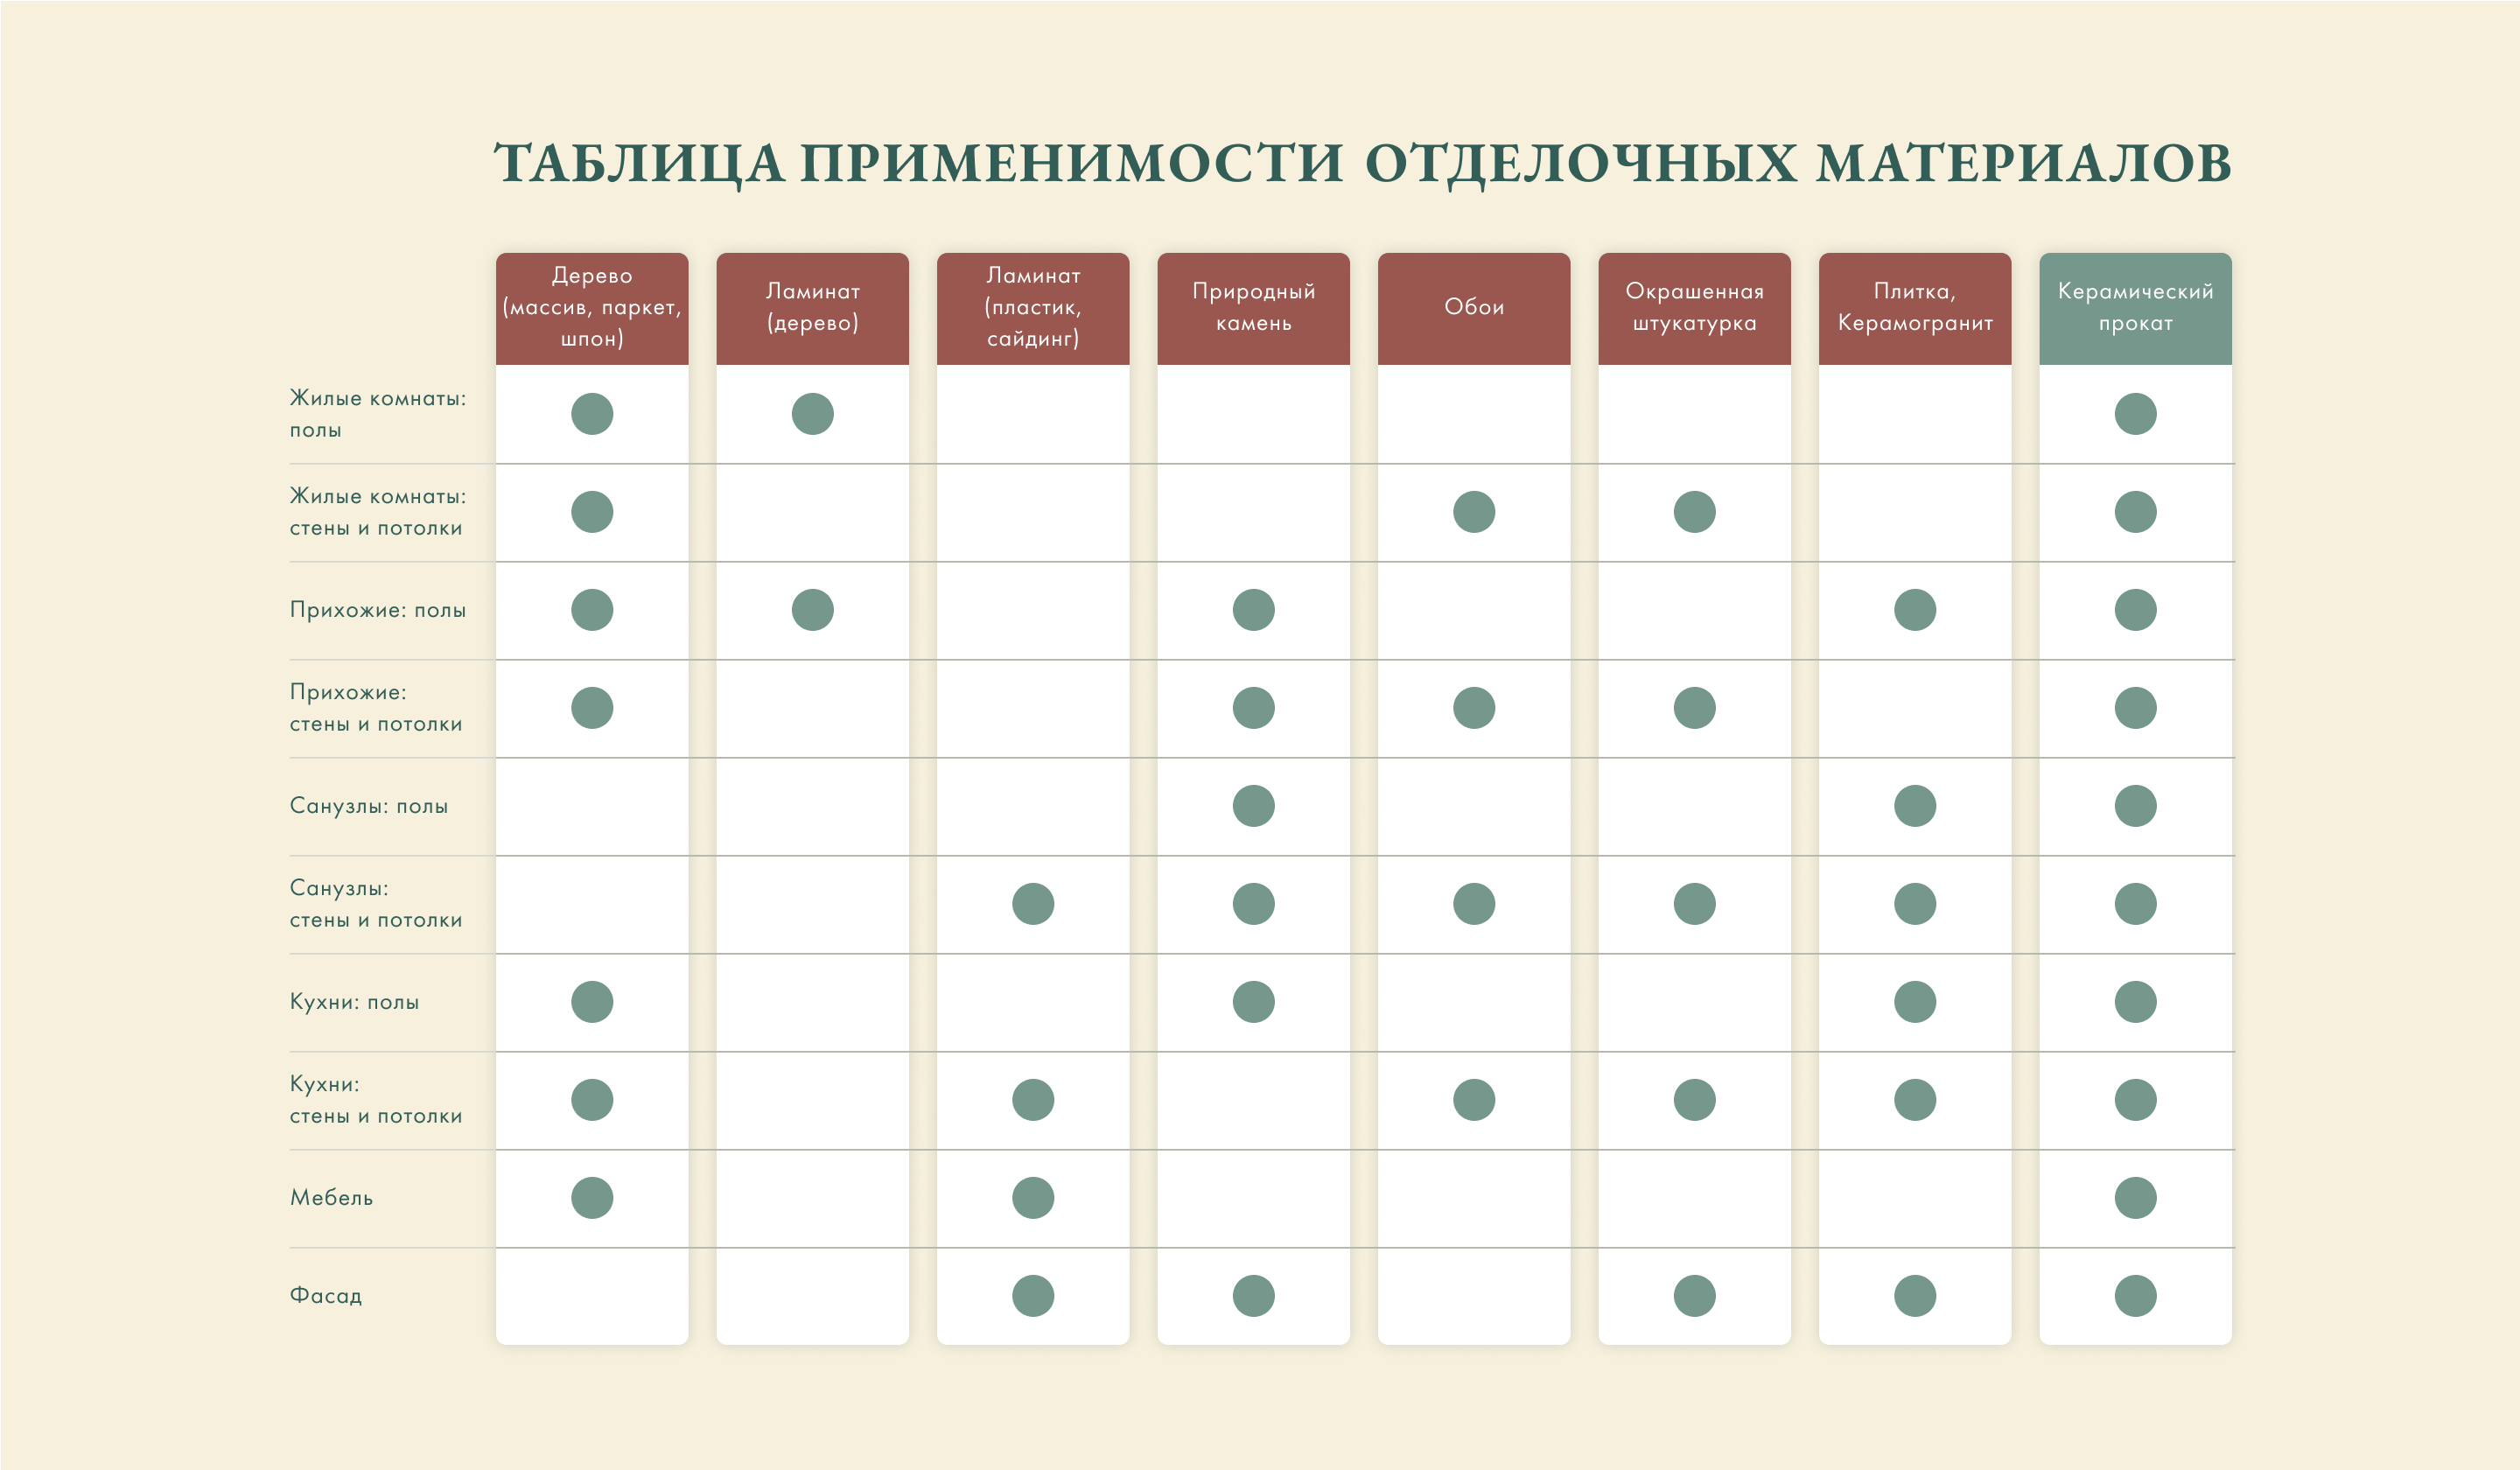 ТАБЛИЦА ПРИМЕНИМОСТИ ОТДЕЛОЧНЫХ МАТЕРИАЛОВ
Дерево
(массив, паркет,
шпон)
Ламинат
(дерево)
Ламинат
(пластик,
сайдинг)
Природный
камень
Обои
Окрашенная
штукатурка
Плитка,
Керамогранит
Керамический
прокат
Жилые комнаты:
полы
Жилые комнаты:
стены и потолки
Прихожие: полы
Прихожие:
стены и потолки
Санузлы: полы
Санузлы:
стены и потолки
Кухни: полы
Кухни:
стены и потолки
Мебель
Фасад